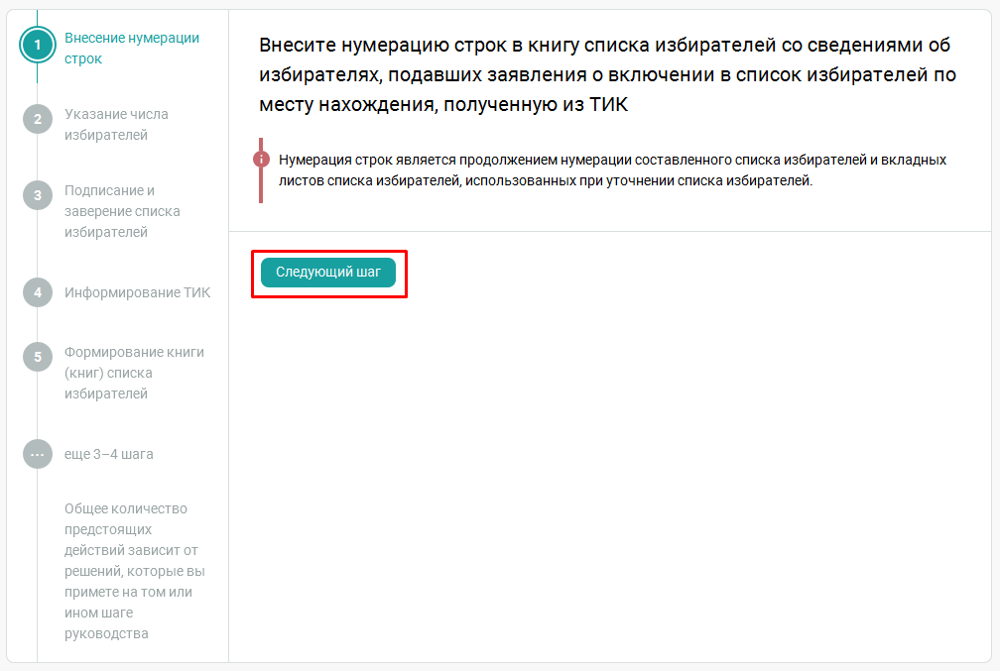 1
Внесение нумерации
строк
2
Указание числа
избирателей
3
Подписание и
заверение списка
избирателей
4
Информирование ТИК
5
Формирование книги
(книг) списка
избирателей
...
еще 3–4 шага
Общее количество
предстоящих
действий зависит от
решений, которые вы
примете на том или
ином шаге
руководства
Внесите нумерацию строк в книгу списка избирателей со сведениями об
избирателях, подавших заявления о включении в список избирателей по
месту нахождения, полученную из ТИК
i
Нумерация строк является продолжением нумерации составленного списка избирателей и вкладных
листов списка избирателей, использованных при уточнении списка избирателей.
Следующий шаг